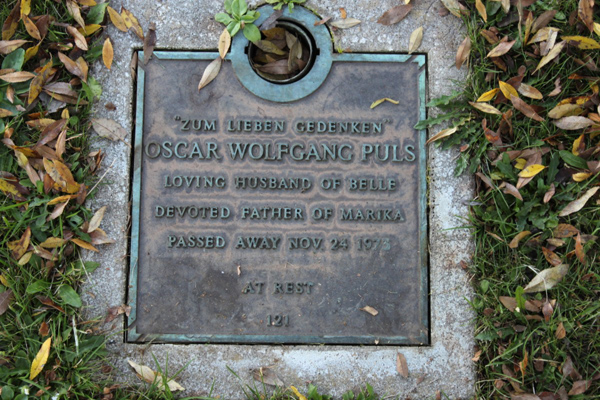 "ZUM LIEBEN GEDENKEN"
OSCAR WOLFGANG PULS
LOVING HUSBAND OF BELLE
DEVOTED FATHER OF MARIKA
PASSED AWAY NOV. 24 1978
AT REST
121